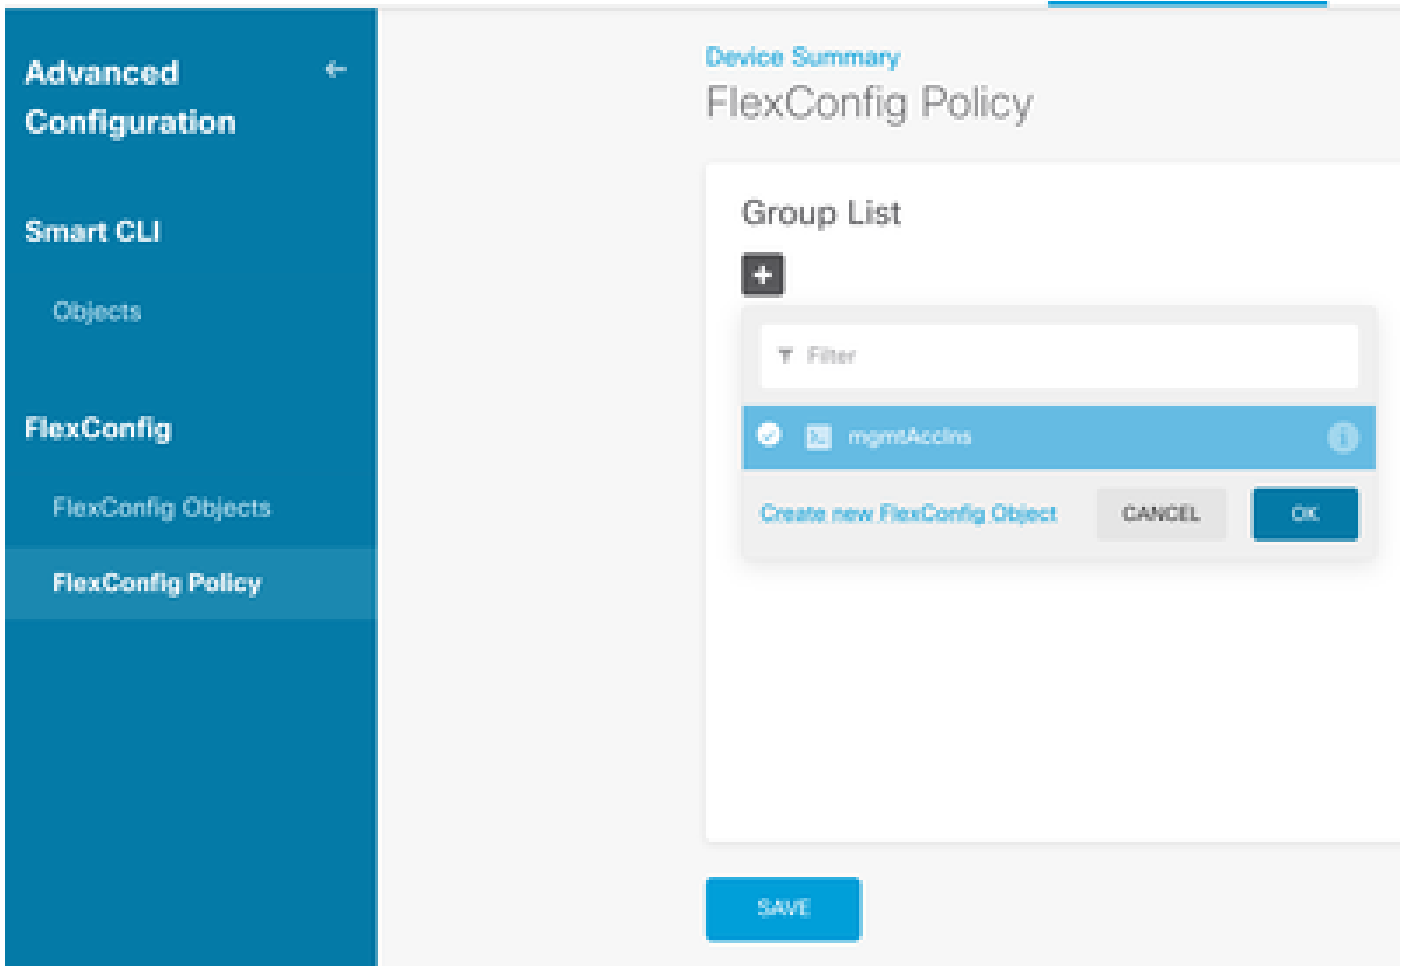 Advanced
Configuration
Smart CLI
Objects
FlexConfig
FlexConfig Objects
FlexConfig Policy
Device Summary
FlexConfig Policy
Group List
Filter
mgmtAccIns
Create new FlexConfig Object
CANCEL
OK
SAVE